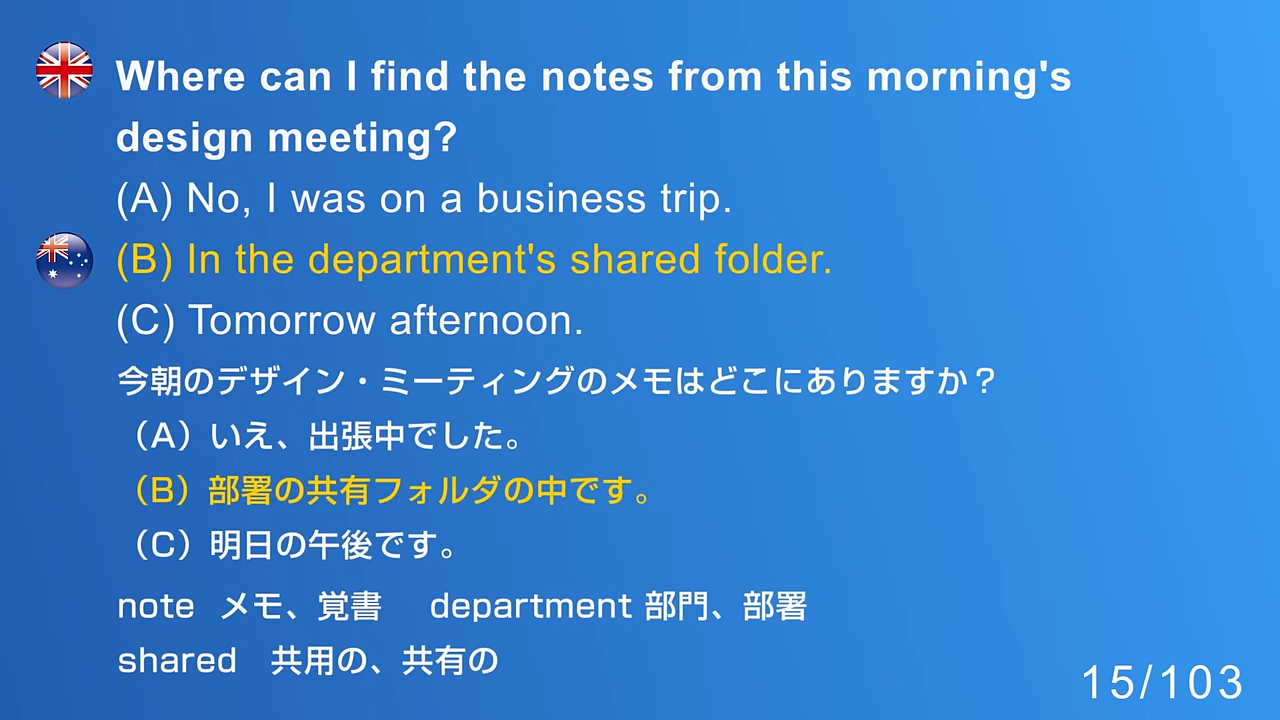 Where can I find the notes from this morning's
design meeting?
(A) No, I was on a business trip.
(B) In the department's shared folder.
(C) Tomorrow afternoon.
今朝のデザイン・ミーティングのメモはどこにありますか？
（A）いえ、出張中でした。
（B）部署の共有フォルダの中です。
（C）明日の午後です。
note メモ、覚書 department 部門、部署
shared 共用の、共有の
15/103